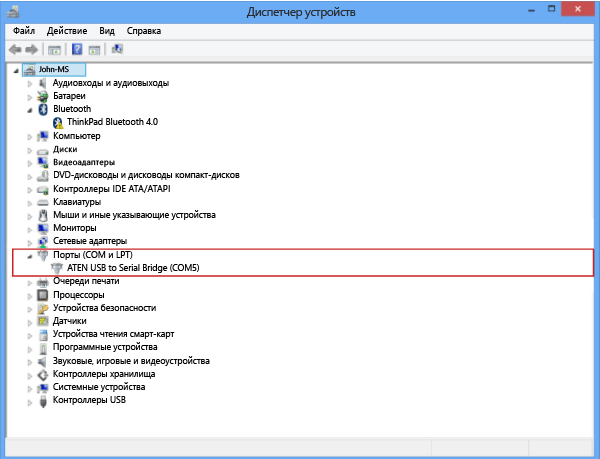 Диспетчер устройств
Файл Действие Вид Справка
John-MS
Аудиовходы и аудиовыходы
Батареи
Bluetooth
ThinkPad Bluetooth 4.0
Компьютер
Диски
Видеоадаптеры
DVD-дисководы и дисководы компакт-дисков
Контроллеры IDE ATA/ATAPI
Клавиатуры
Мыши и иные указывающие устройства
Мониторы
Сетевые адаптеры
Порты (COM и LPT)
ATEN USB to Serial Bridge (COM5)
Очереди печати
Процессоры
Устройства безопасности
Датчики
Устройства чтения смарт-карт
Программные устройства
Звуковые, игровые и видеоустройства
Контроллеры хранилища
Системные устройства
Контроллеры USB